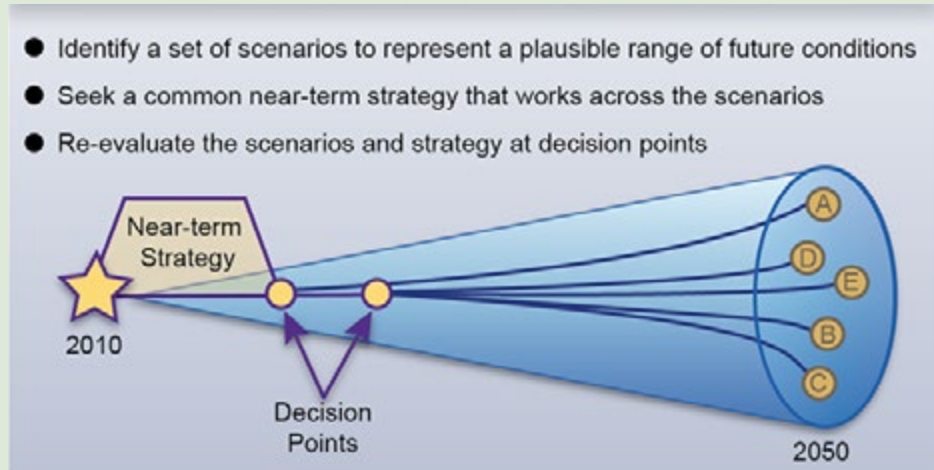 Identify a set of scenarios to represent a plausible range of future conditions
Seek a common near-term strategy that works across the scenarios
Re-evaluate the scenarios and strategy at decision points
Near-term
Strategy
2010
Decision
Points
A
D
E
B
C
2050